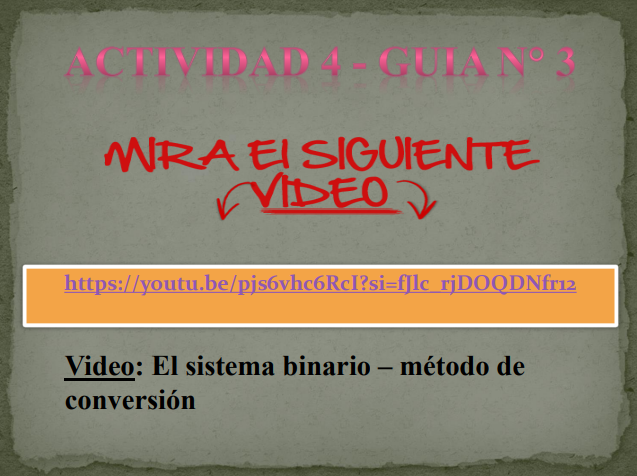 ACTIVIDAD 4 - GUIA N° 3
MIRA El SIGUIENTE
VIDEO
https://youtu.be/pjs6vhc6RcI?si=fJlc_rjDOQDNfr12
Video: El sistema binario – método de
conversión